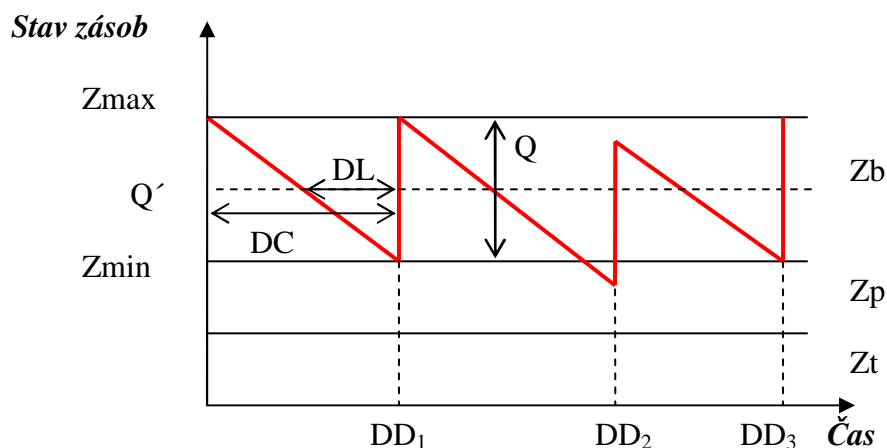 Stav zásob
Zmax
Q
Zb
DL
Q´
DC
Zmin
Zp
Zt
DD₁
DD₂
DD₃
Čas